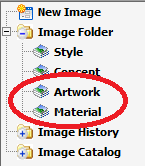 New Image
Image Folder
Style
Concept
Artwork
Material
Image History
Image Catalog